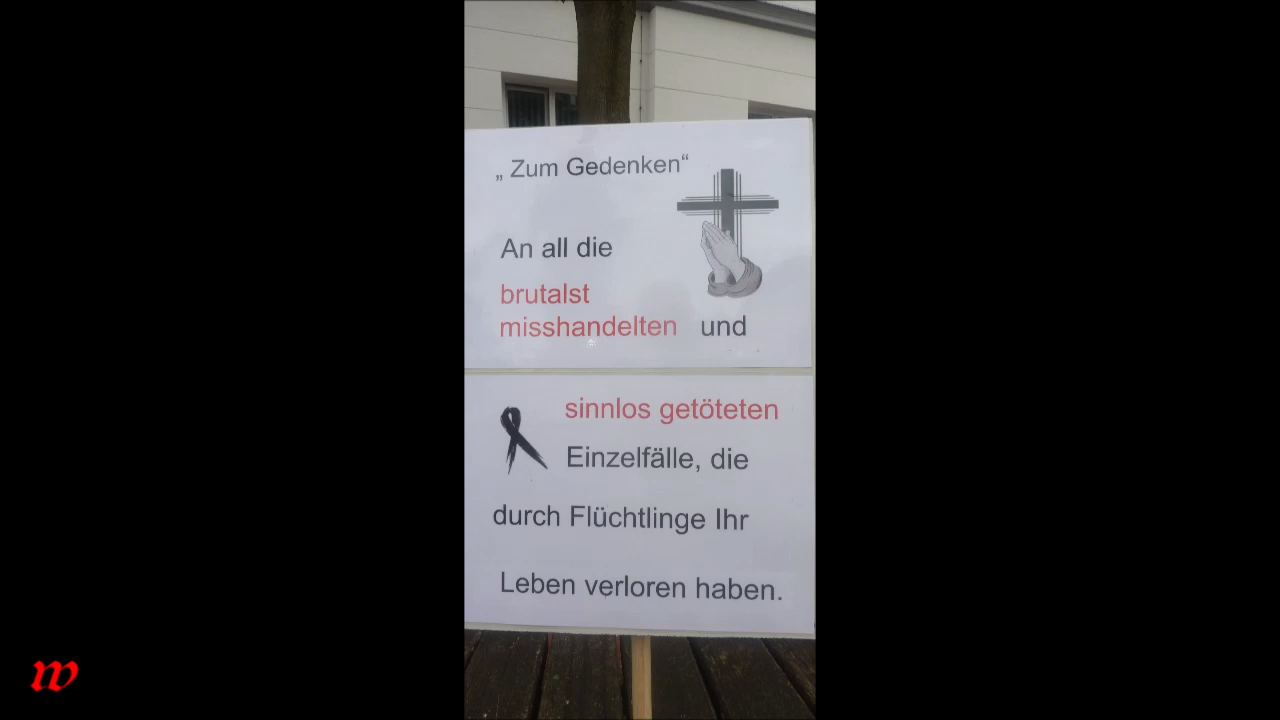 „ Zum Gedenken“
An all die
brutalst
misshandelten und
sinnlos getöteten
Einzelfälle, die
durch Flüchtlinge Ihr
Leben verloren haben.
w